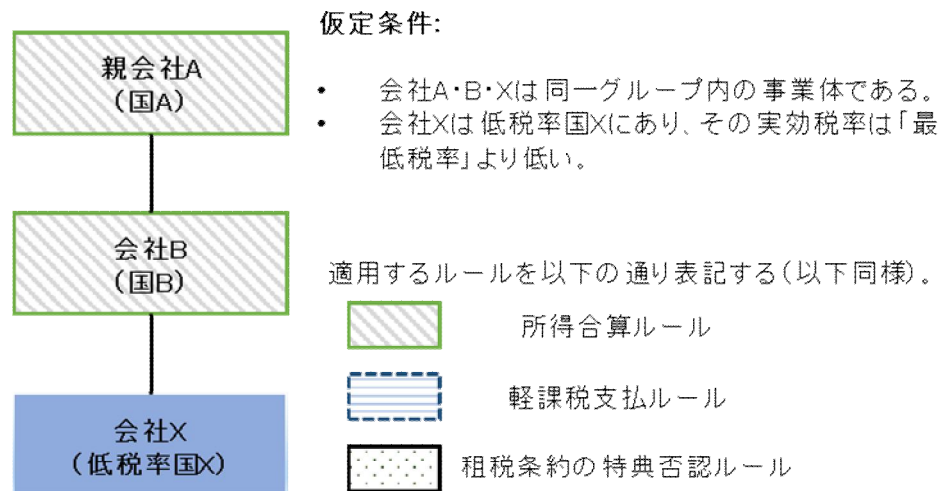 仮定条件:
親会社A
（国A）
• 会社A・B・Xは同一グループ内の事業体である。
• 会社Xは低税率国Xにあり、その実効税率は「最
低税率」より低い。
会社B
（国B）
適用するルールを以下の通り表記する（以下同様）。
所得合算ルール
軽課税支払ルール
会社X
（低税率国X）
租税条約の特典否認ルール